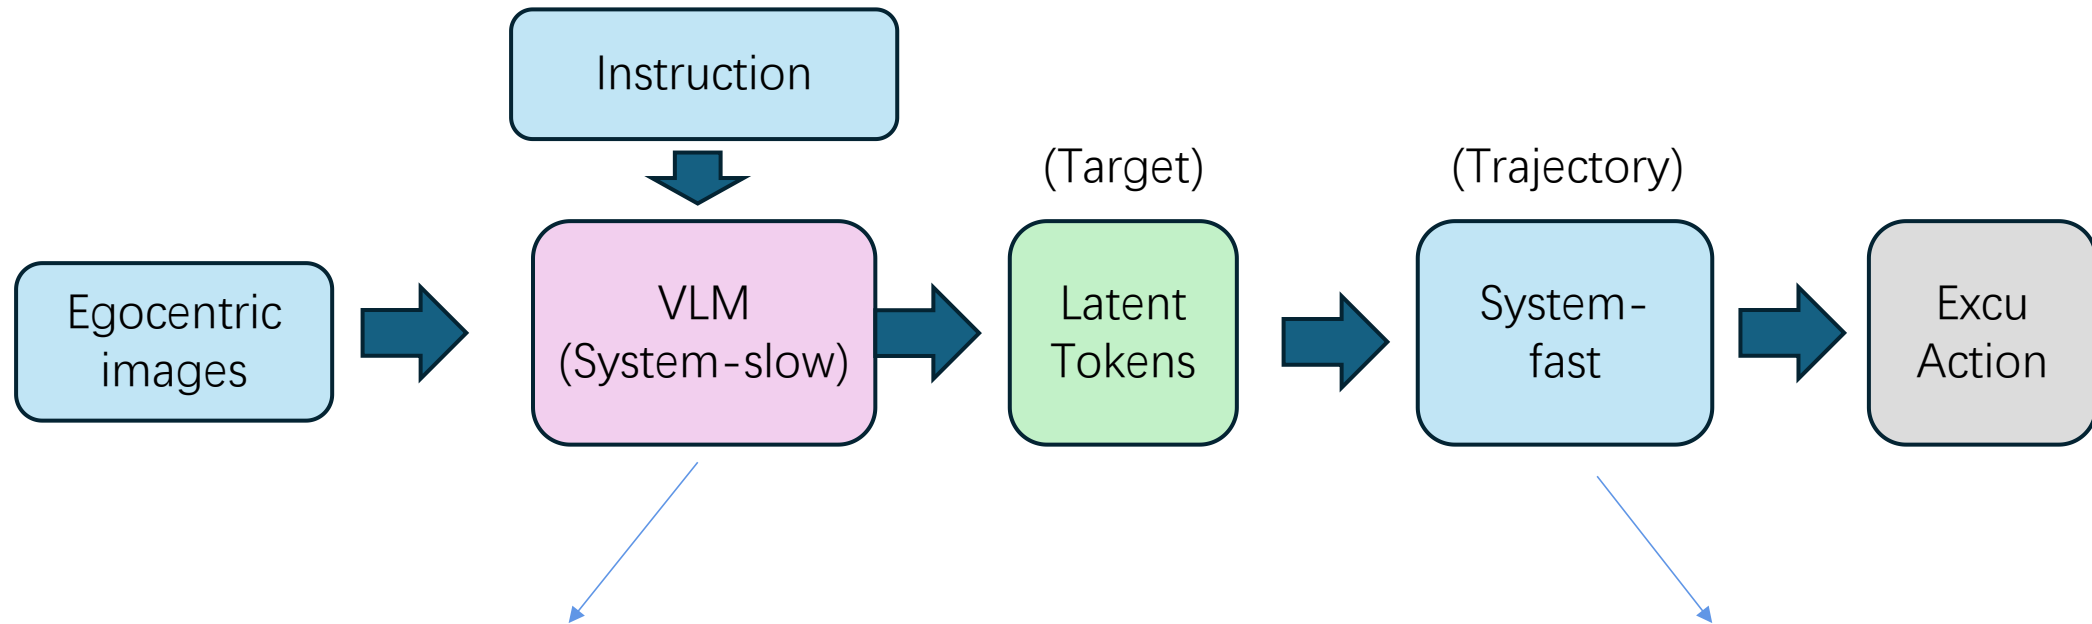 Instruction
(Target)
(Trajectory)
Egocentric
images
VLM
(System-slow)
Latent
Tokens
System-
fast
Excu
Action